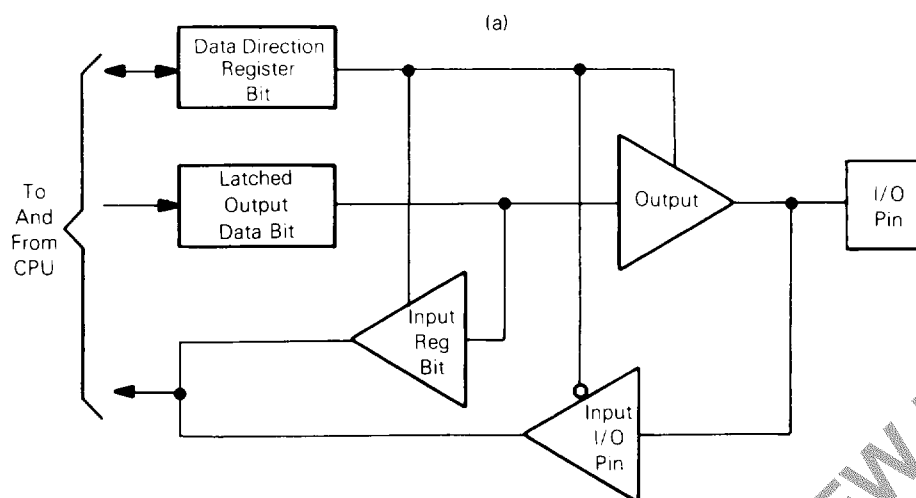 (a)
Data Direction
Register
Bit
To
And
From
CPU
Latched
Output
Data Bit
Output
I/O
Pin
Input
Reg
Bit
Input
I/O
Pin